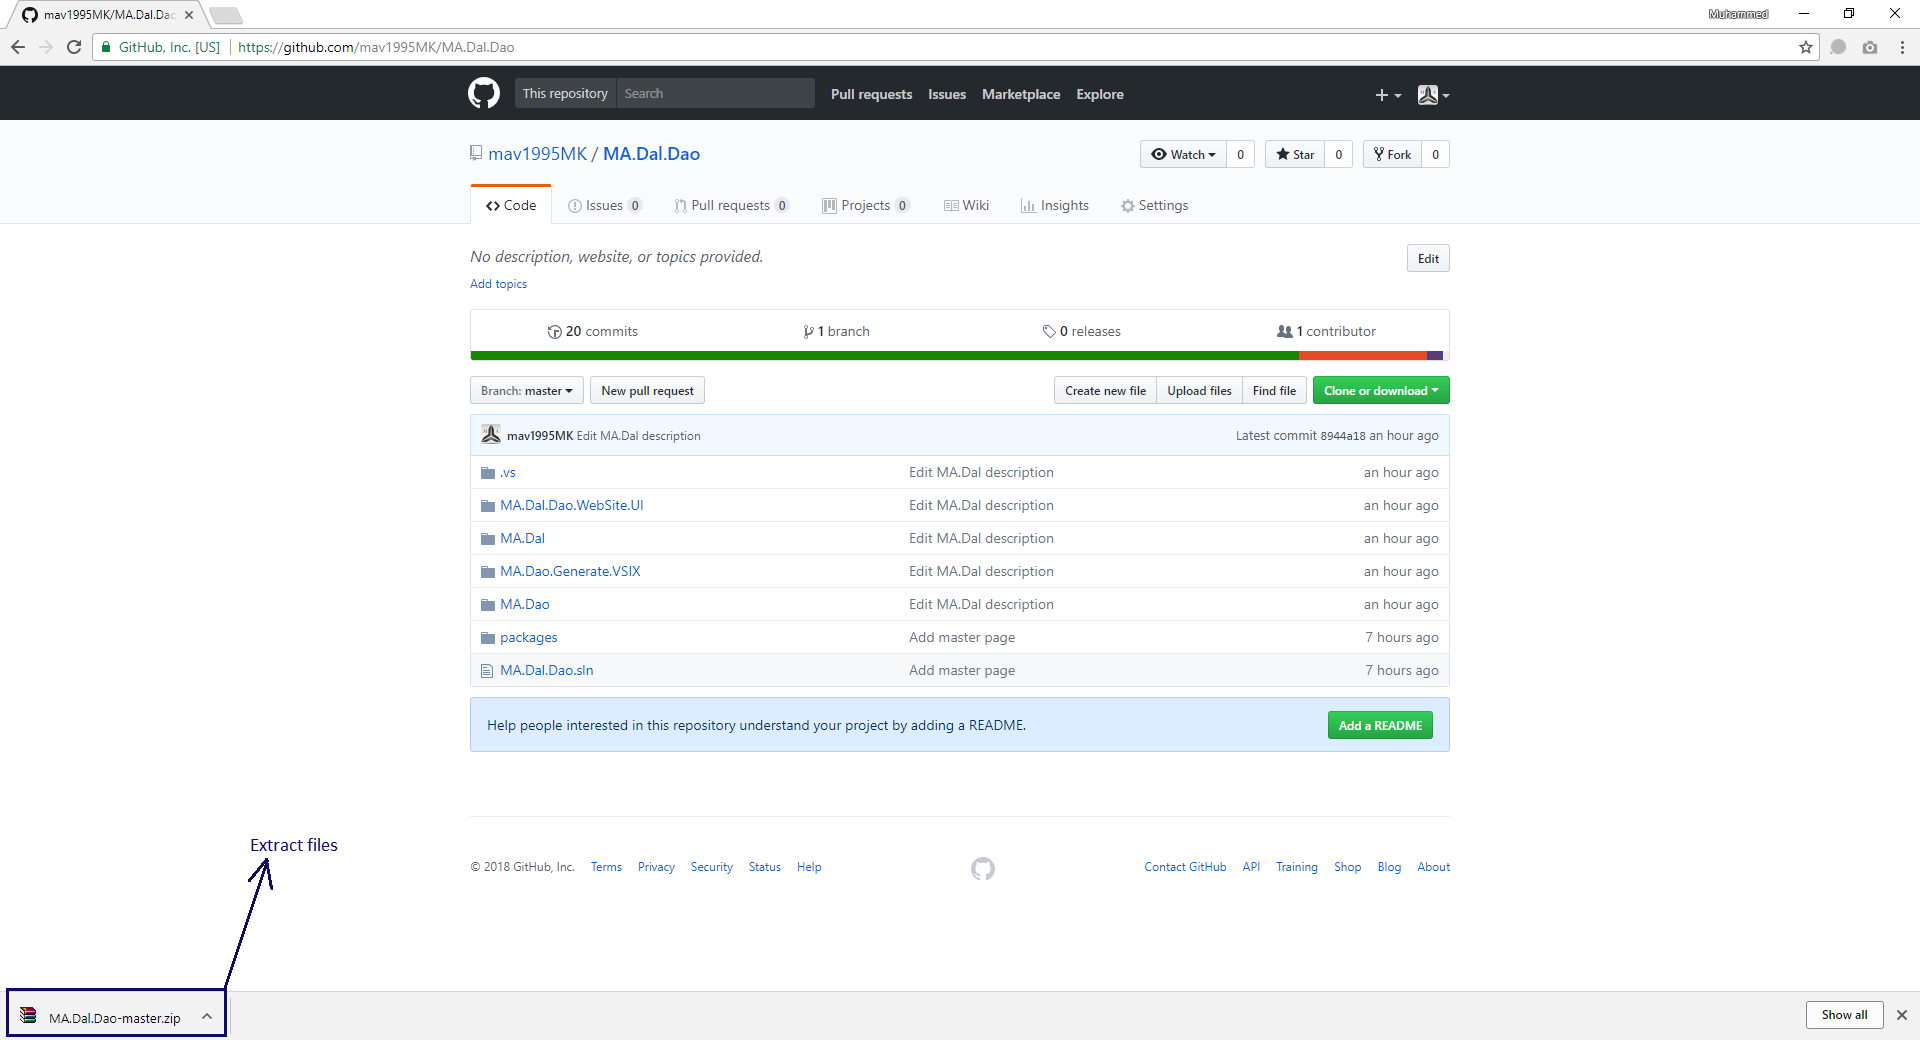 mav1995MK/MA.Dal.Dao
Muhammed
GitHub, Inc. [US] https://github.com/mav1995MK/MA.Dal.Dao
This repository Search Pull requests Issues Marketplace Explore
mav1995MK / MA.Dal.Dao Watch 0 Star 0 Fork 0
Code Issues 0 Pull requests 0 Projects 0 Wiki Insights Settings
No description, website, or topics provided. Edit
Add topics
20 commits 1 branch 0 releases 1 contributor
Branch: master New pull request Create new file Upload files Find file Clone or download
mav1995MK Edit MA.Dal description Latest commit 8944a18 an hour ago
.vs Edit MA.Dal description an hour ago
MA.Dal.Dao.WebSite.UI Edit MA.Dal description an hour ago
MA.Dal Edit MA.Dal description an hour ago
MA.Dao.Generate.VSIX Edit MA.Dal description an hour ago
MA.Dao Edit MA.Dal description an hour ago
packages Add master page 7 hours ago
MA.Dal.Dao.sln Add master page 7 hours ago
Help people interested in this repository understand your project by adding a README. Add a README
Extract files
© 2018 GitHub, Inc. Terms Privacy Security Status Help Contact GitHub API Training Shop Blog About
MA.Dal.Dao-master.zip Show all